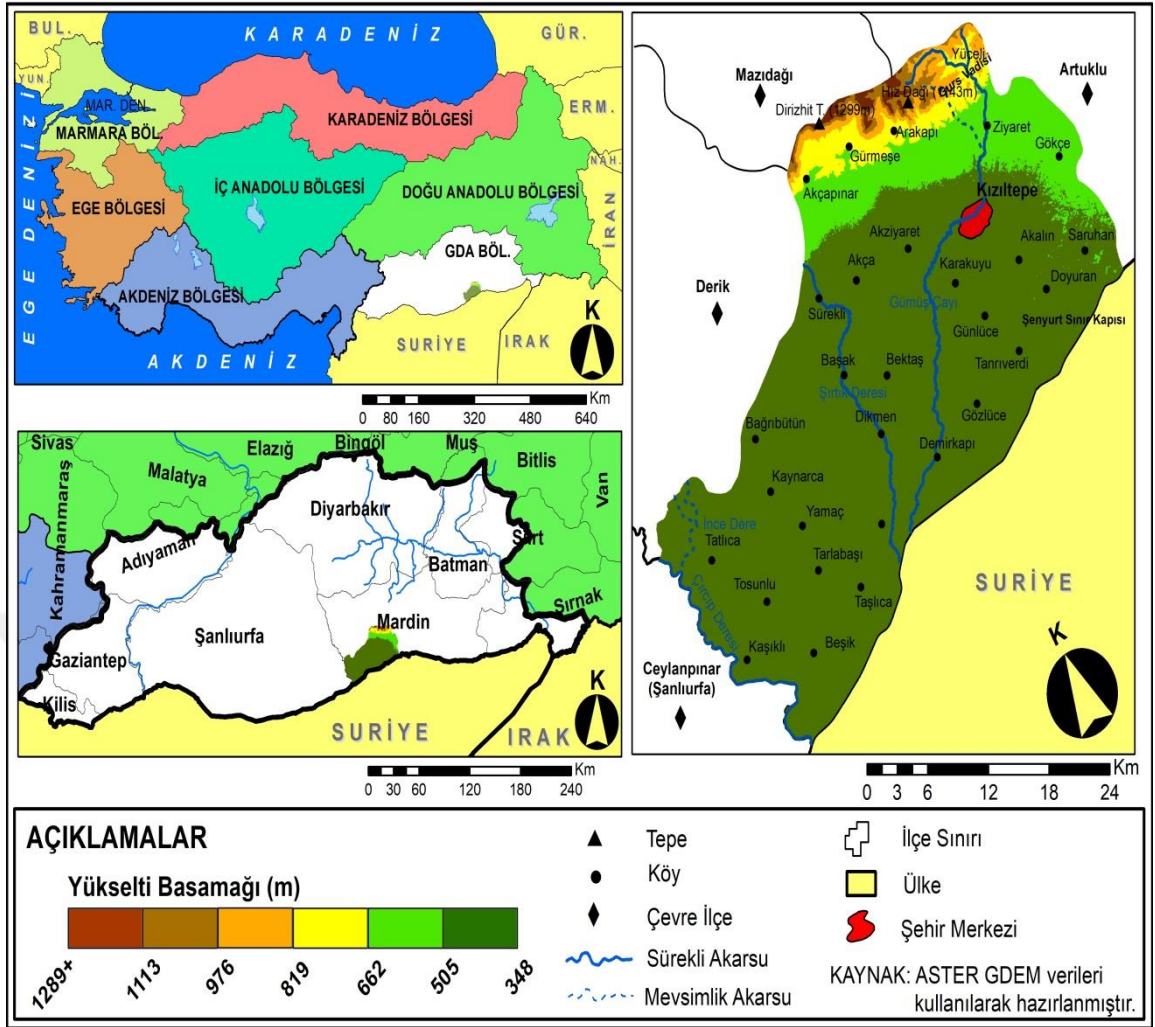 BUL.
KARADENİZ
GÜR.
YUN.
MAR. DEN.
MARMARA BÖL.
KARADENİZ BÖLGESİ
ERM.
NAH.
EGE DENİZİ
İÇ ANADOLU BÖLGESİ
DOĞU ANADOLU BÖLGESİ
EGE BÖLGESİ
İRAN
GDA BÖL.
AKDENİZ BÖLGESİ
K
SURİYE
IRAK
AKDENİZ
Km
0 80 160 320 480 640
Sivas
Elazığ
Bingöl
Muş
Bitlis
Malatya
Van
Kahramanmaraş
Diyarbakır
Adıyaman
Siirt
Batman
Şırnak
Mardin
Şanlıurfa
Gaziantep
Kilis
K
SURİYE
IRAK
Km
0 30 60 120 180 240
Yüceli
Mazıdağı
Artuklu
Gurs Vadisi
Dirizhit T. (1299m)
Ziyaret
Arakapı
Gökçe
Gürmeşe
Akçapınar
Kızıltepe
Akziyaret
Akalın
Saruhan
Akça
Karakuyu
Doyuran
Derik
Sürekli
Gümüş Çayı
Günlüce
Şenyurt Sınır Kapısı
Başak
Bektaş
Tanrıverdi
Şırtık Deresi
Gözlüce
Bağrıbütün
Dikmen
Demirkapı
Kaynarca
İnce Dere
Yamaç
Tatlıca
Tarlabaşı
SURİYE
Tosunlu
Taşlıca
Çırcıp Deresi
Kaşıklı
Beşik
Ceylanpınar
(Şanlıurfa)
K
Km
0 3 6 12 18 24
AÇIKLAMALAR
Yükselti Basamağı (m)
1289+ 1113 976 819 662 505 348
Tepe
Köy
Çevre İlçe
Sürekli Akarsu
Mevsimlik Akarsu
İlçe Sınırı
Ülke
Şehir Merkezi
KAYNAK: ASTER GDEM verileri
kullanılarak hazırlanmıştır.